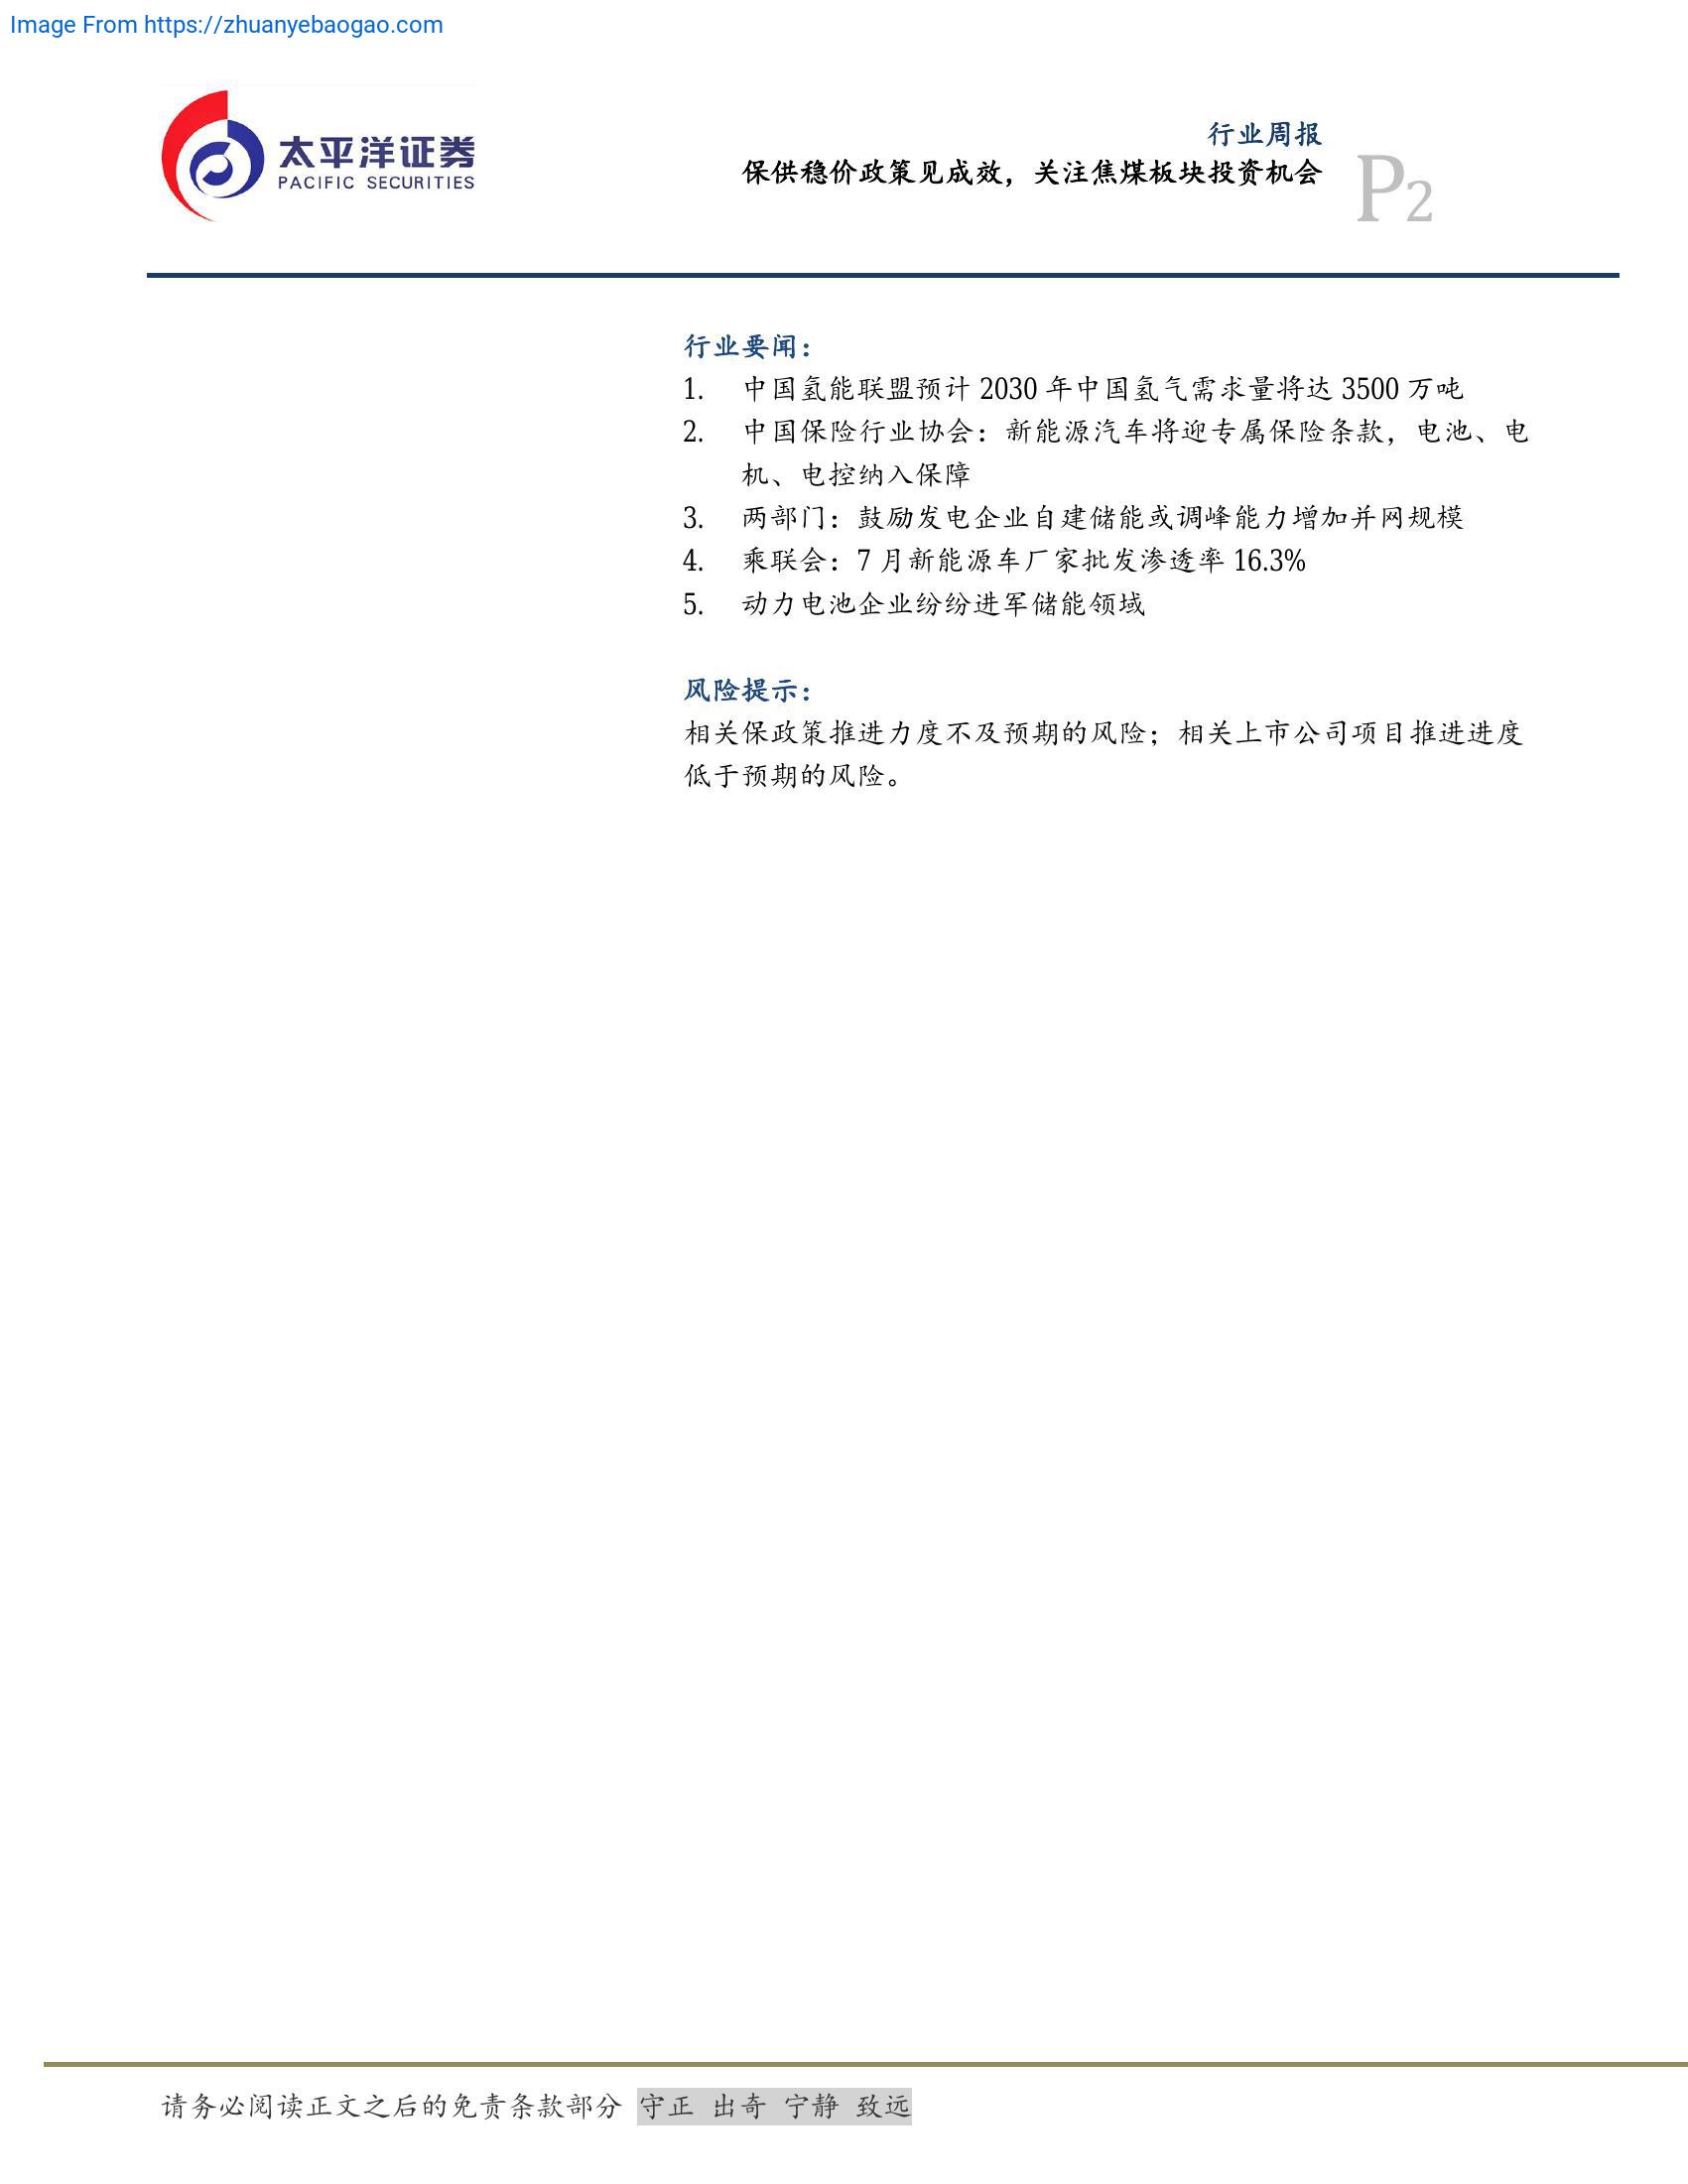 Image From https://zhuanyebaogao.com
太平洋证券
PACIFIC SECURITIES
行业周报
保供稳价政策见成效，关注焦煤板块投资机会
P2
行业要闻：
1. 中国氢能联盟预计 2030 年中国氢气需求量将达 3500 万吨
2. 中国保险行业协会：新能源汽车将迎专属保险条款，电池、电
机、电控纳入保障
3. 两部门：鼓励发电企业自建储能或调峰能力增加并网规模
4. 乘联会：7 月新能源车厂家批发渗透率 16.3%
5. 动力电池企业纷纷进军储能领域
风险提示：
相关保政策推进力度不及预期的风险；相关上市公司项目推进进度
低于预期的风险。
请务必阅读正文之后的免责条款部分 守正 出奇 宁静 致远